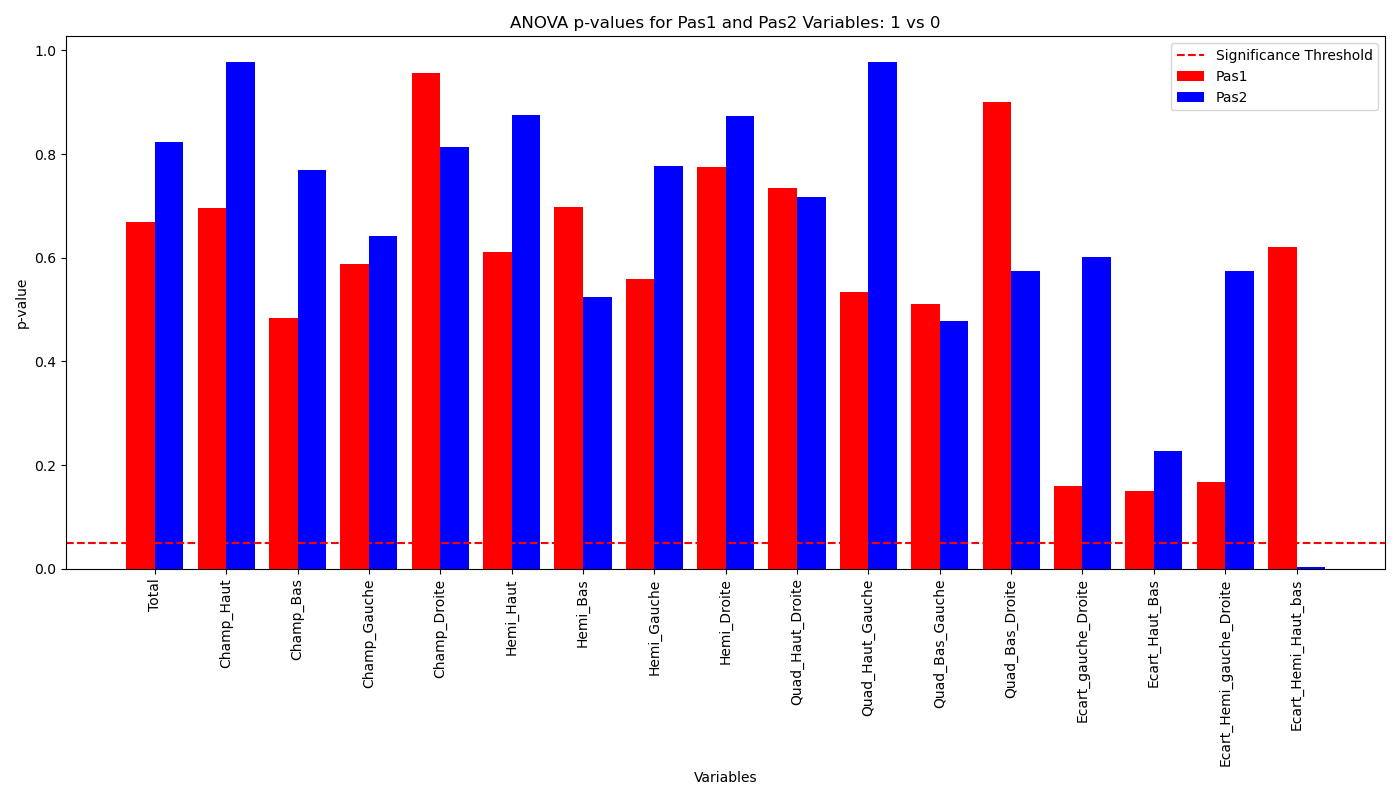 ANOVA p-values for Pas1 and Pas2 Variables: 1 vs 0
Significance Threshold
Pas1
Pas2
p-value
1.0
0.8
0.6
0.4
0.2
0.0
Total
Champ_Haut
Champ_Bas
Champ_Gauche
Champ_Droite
Hemi_Haut
Hemi_Bas
Hemi_Gauche
Hemi_Droite
Quad_Haut_Droite
Quad_Haut_Gauche
Quad_Bas_Gauche
Quad_Bas_Droite
Ecart_gauche_Droite
Ecart_Haut_Bas
Ecart_Hemi_gauche_Droite
Ecart_Hemi_Haut_bas
Variables